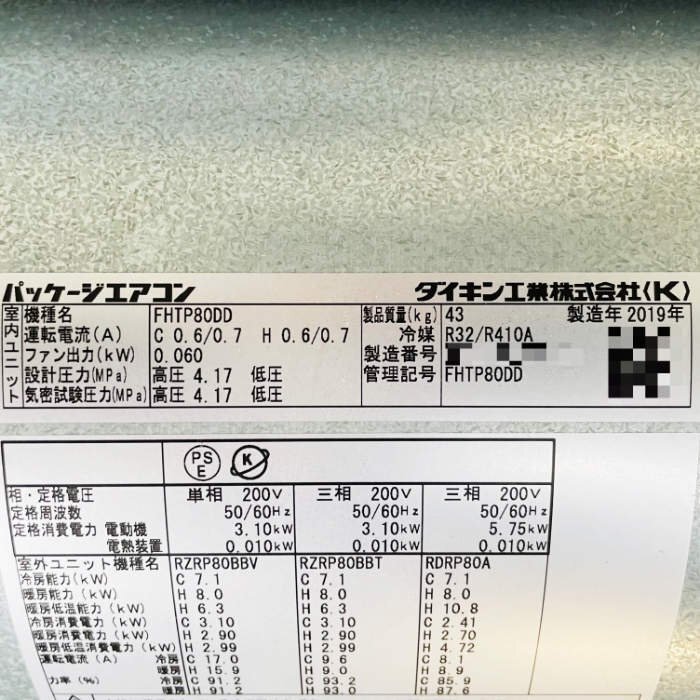 パッケージエアコン ダイキン工業株式会社(K)
室内ユニット
機種名 FHTP80DD 製品質量(kg) 43 製造年 2019年
運転電流(A) C 0.6/0.7 H 0.6/0.7 冷媒 R32/R410A
ファン出力(kW) 0.060 製造番号
設計圧力(MPa) 高圧 4.17 低圧 管理記号 FHTP80DD
気密試験圧力(MPa) 高圧 4.17 低圧
PS E K
相・定格電圧 単相 200V 三相 200V 三相 200V
定格周波数 50/60Hz 50/60Hz 50/60Hz
定格消費電力 電動機 3.10kW 3.10kW 5.75kW
電熱装置 0.010kW 0.010kW 0.010kW
室外ユニット機種名 RZRP80BBV RZRP80BBT RDRP80A
冷房能力(kW) C 7.1 C 7.1 C 7.1
暖房能力(kW) H 8.0 H 8.0 H 8.0
暖房低温能力(kW) H 6.3 H 6.3 H 10.8
冷房消費電力(kW) C 3.10 C 3.10 C 2.41
暖房消費電力(kW) H 2.90 H 2.90 H 2.70
暖房低温消費電力(kW) H 2.99 H 2.99 H 4.72
運転電流(A) 冷房 C 17.0 C 9.6 C 8.1
暖房 H 15.9 H 9.0 H 8.9
力率(%) 冷房 C 91.2 C 93.2 C 85.9
暖房 H 91.2 H 93.0 H 87.6